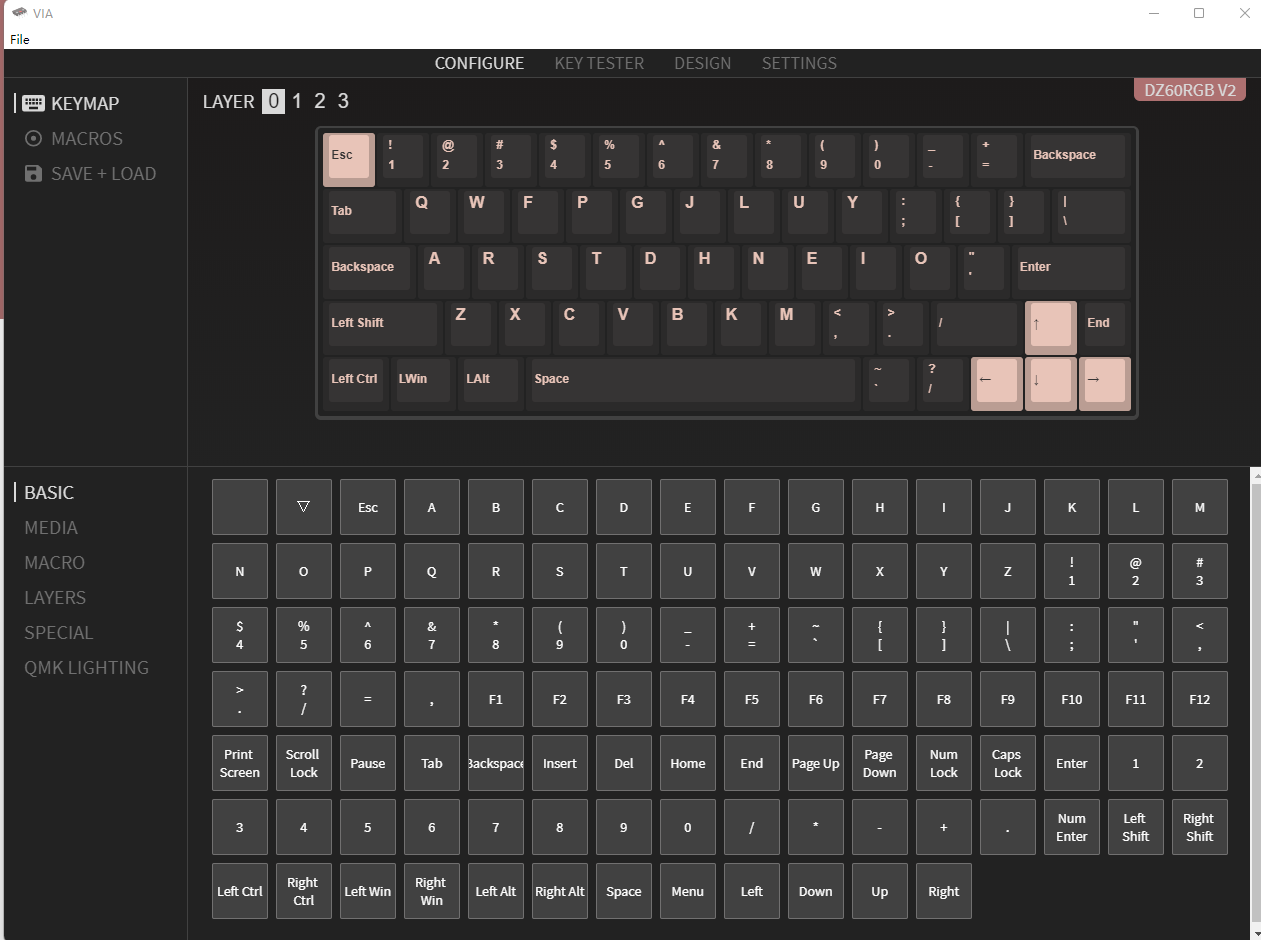 VIA
File
CONFIGURE KEY TESTER DESIGN SETTINGS
KEYMAP
MACROS
SAVE + LOAD
LAYER 0 1 2 3
DZ60RGB V2
Esc ! @ # $ % ^ & * ( ) _ + Backspace
1 2 3 4 5 6 7 8 9 0 - =
Tab Q W F P G J L U Y : { } |
; [ ] \
Backspace A R S T D H N E I O " Enter
'
Left Shift Z X C V B K M < > / ↑ End
, .
Left Ctrl LWin LAlt Space ~ ? ← ↓ →
` /
BASIC
MEDIA
MACRO
LAYERS
SPECIAL
QMK LIGHTING
▽ Esc A B C D E F G H I J K L M
N O P Q R S T U V W X Y Z ! @ #
1 2 3
$ % ^ & * ( ) _ + ~ { } | : " <
4 5 6 7 8 9 0 - = ` [ ] \ ; ' ,
> ? = , F1 F2 F3 F4 F5 F6 F7 F8 F9 F10 F11 F12
. /
Print Scroll Pause Tab Backspace Insert Del Home End Page Up Page Num Caps Enter 1 2
Screen Lock Down Lock Lock
3 4 5 6 7 8 9 0 / * - + . Num Left Right
Enter Shift Shift
Left Ctrl Right Left Win Right Left Alt Right Alt Space Menu Left Down Up Right
Ctrl Win